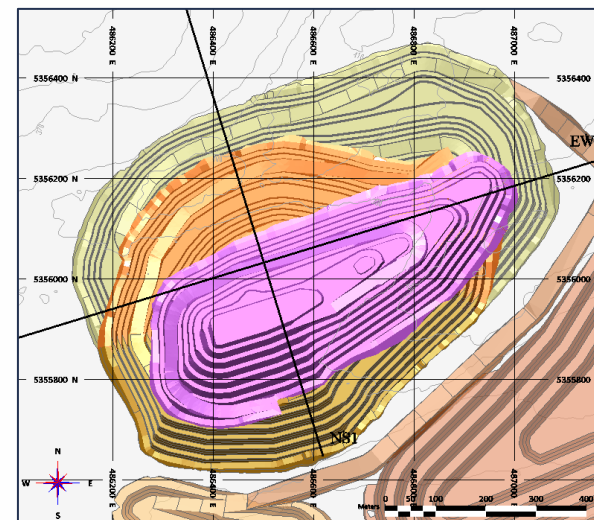 486200 E
486400 E
486600 E
486800 E
487000 E
5356400 N
5356400
EW
5356200 N
5356200
5356000 N
5356000
5355800 N
5355800
NS1
N
W E
S
486200 E
486400 E
486600 E
486800 E
487000 E
Meters
0 50 100 200 300 400